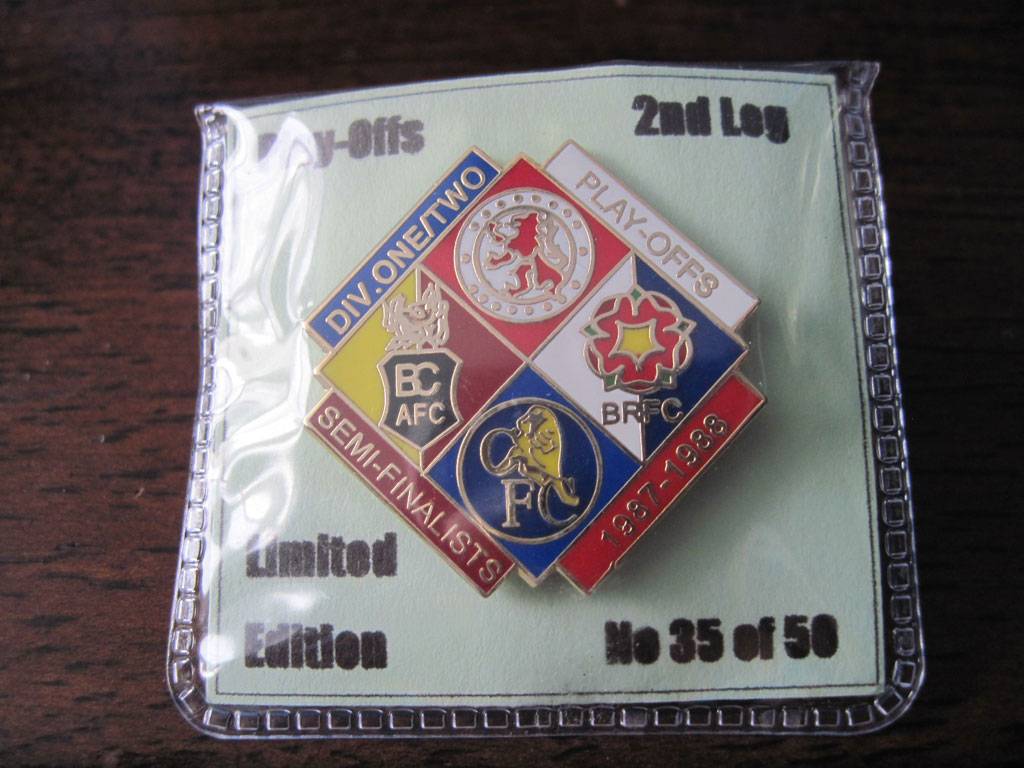 -Offs
2nd Leg
DIV.ONE/TWO
PLAY-OFFS
BC
AFC
BRFC
CFC
SEMI-FINALISTS
1987-1988
Limited
Edition
No 35 of 50